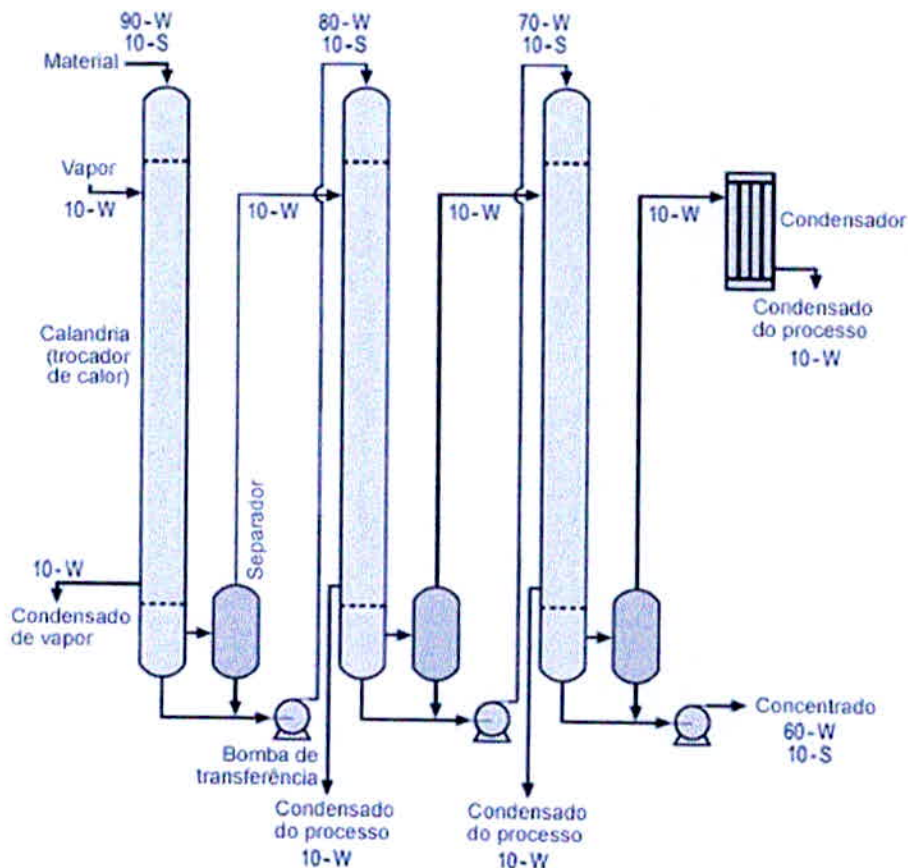 90-W
10-S
80-W
10-S
70-W
10-S
Material
Vapor
10-W
10-W
10-W
10-W
Condensador
Condensado
do processo
10-W
Calandria
(trocador
de calor)
Separador
10-W
Condensado
de vapor
Bomba de
transferência
Concentrado
60-W
10-S
Condensado
do processo
10-W
Condensado
do processo
10-W